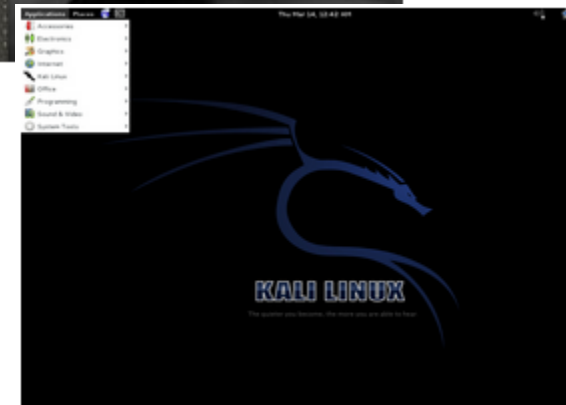 Applications Places Thu Mar 14, 12:42 AM
Accessories
Electronics
Graphics
Internet
Kali Linux
Office
Programming
Sound & Video
System Tools
KALI LINUX
The quieter you become, the more you are able to hear